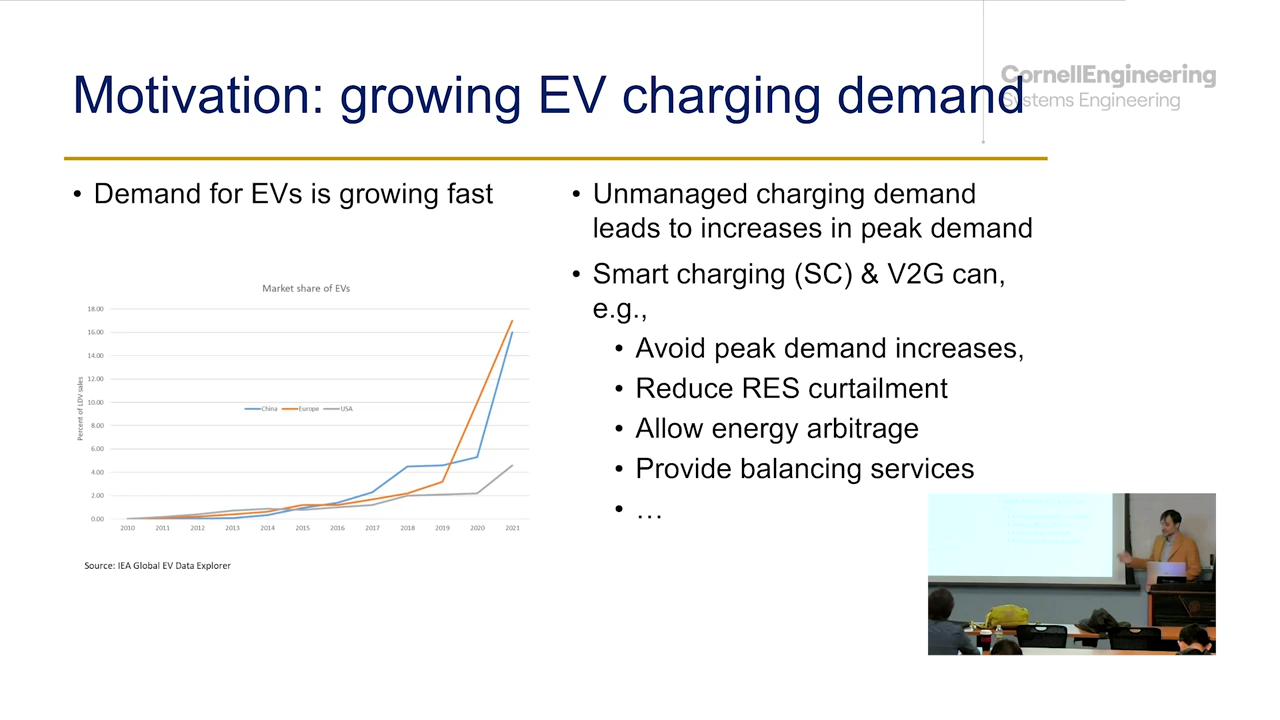 Motivation: growing EV charging demand
CornellEngineering
Systems Engineering
• Demand for EVs is growing fast
Market share of EVs
18.00
16.00
14.00
12.00
10.00
8.00
6.00
4.00
2.00
0.00
Percent of LDV sales
China Europe USA
2010 2011 2012 2013 2014 2015 2016 2017 2018 2019 2020 2021
Source: IEA Global EV Data Explorer
• Unmanaged charging demand
leads to increases in peak demand
• Smart charging (SC) & V2G can,
e.g.,
• Avoid peak demand increases,
• Reduce RES curtailment
• Allow energy arbitrage
• Provide balancing services
• …